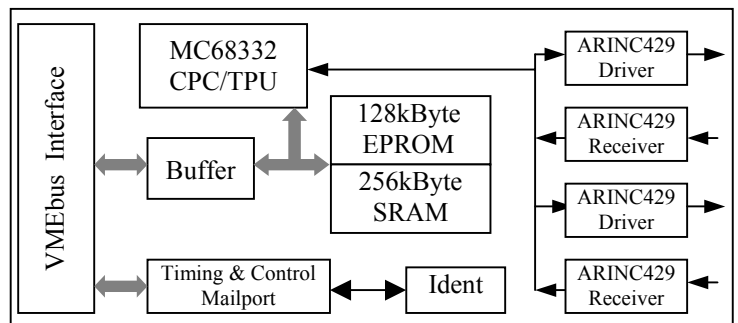 VMEbus Interface
MC68332
CPC/TPU
128kByte
EPROM
256kByte
SRAM
Buffer
Timing & Control
Mailport
Ident
ARINC429
Driver
ARINC429
Receiver
ARINC429
Driver
ARINC429
Receiver